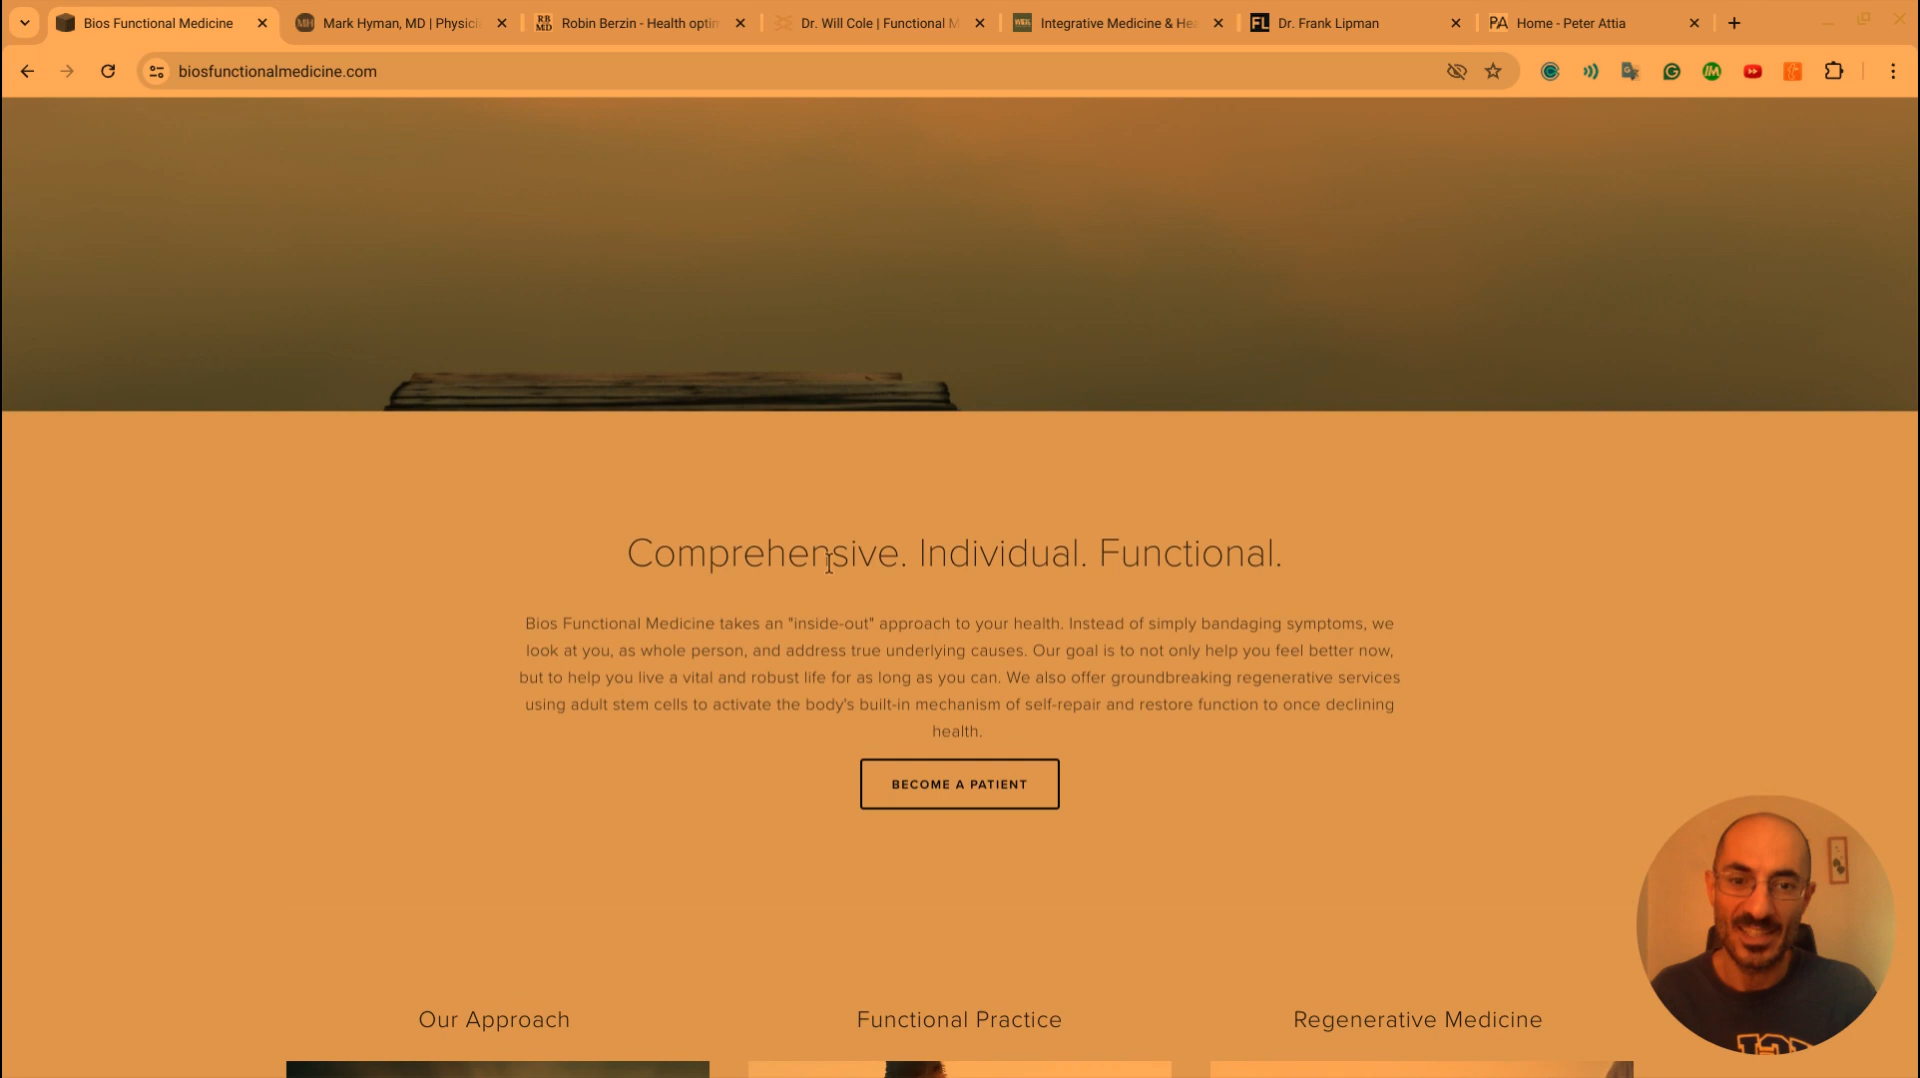 Bios Functional Medicine
Mark Hyman, MD | Physici
Robin Berzin - Health optim
Dr. Will Cole | Functional M
Integrative Medicine & Hea
Dr. Frank Lipman
Home - Peter Attia
biosfunctionalmedicine.com
Comprehensive. Individual. Functional.
Bios Functional Medicine takes an "inside-out" approach to your health. Instead of simply bandaging symptoms, we
look at you, as whole person, and address true underlying causes. Our goal is to not only help you feel better now,
but to help you live a vital and robust life for as long as you can. We also offer groundbreaking regenerative services
using adult stem cells to activate the body's built-in mechanism of self-repair and restore function to once declining
health.
BECOME A PATIENT
Our Approach
Functional Practice
Regenerative Medicine